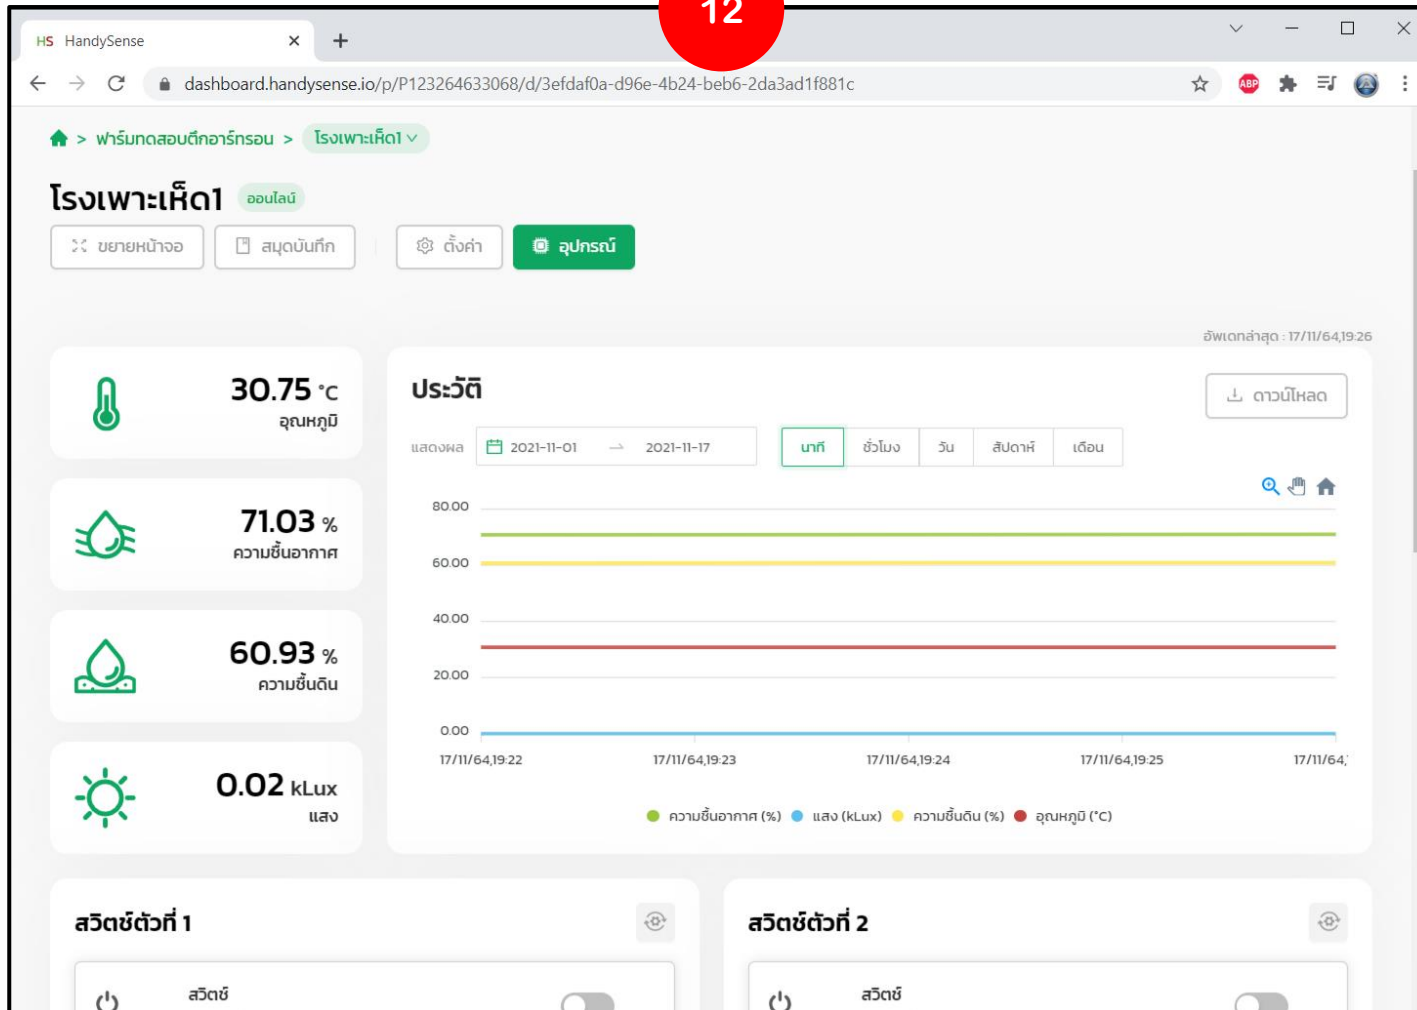 12
HS HandySense
dashboard.handysense.io/p/P123264633068/d/3efdaf0a-d96e-4b24-beb6-2da3ad1f881c
ABP
> ฟาร์มทดสอบตึกอาร์ทรอน > โรงเพาะเห็ด1
โรงเพาะเห็ด1 ออนไลน์
ขยายหน้าจอ สมุดบันทึก ตั้งค่า อุปกรณ์
อัพเดทล่าสุด : 17/11/64,19:26
30.75 °C
อุณหภูมิ
71.03 %
ความชื้นอากาศ
60.93 %
ความชื้นดิน
0.02 kLux
แสง
ประวัติ
ดาวน์โหลด
แสดงผล 2021-11-01 → 2021-11-17 นาที ชั่วโมง วัน สัปดาห์ เดือน
80.00
60.00
40.00
20.00
0.00
17/11/64,19:22 17/11/64,19:23 17/11/64,19:24 17/11/64,19:25 17/11/64,
ความชื้นอากาศ (%) แสง (kLux) ความชื้นดิน (%) อุณหภูมิ (°C)
สวิตช์ตัวที่ 1
สวิตช์
สวิตช์ตัวที่ 2
สวิตช์